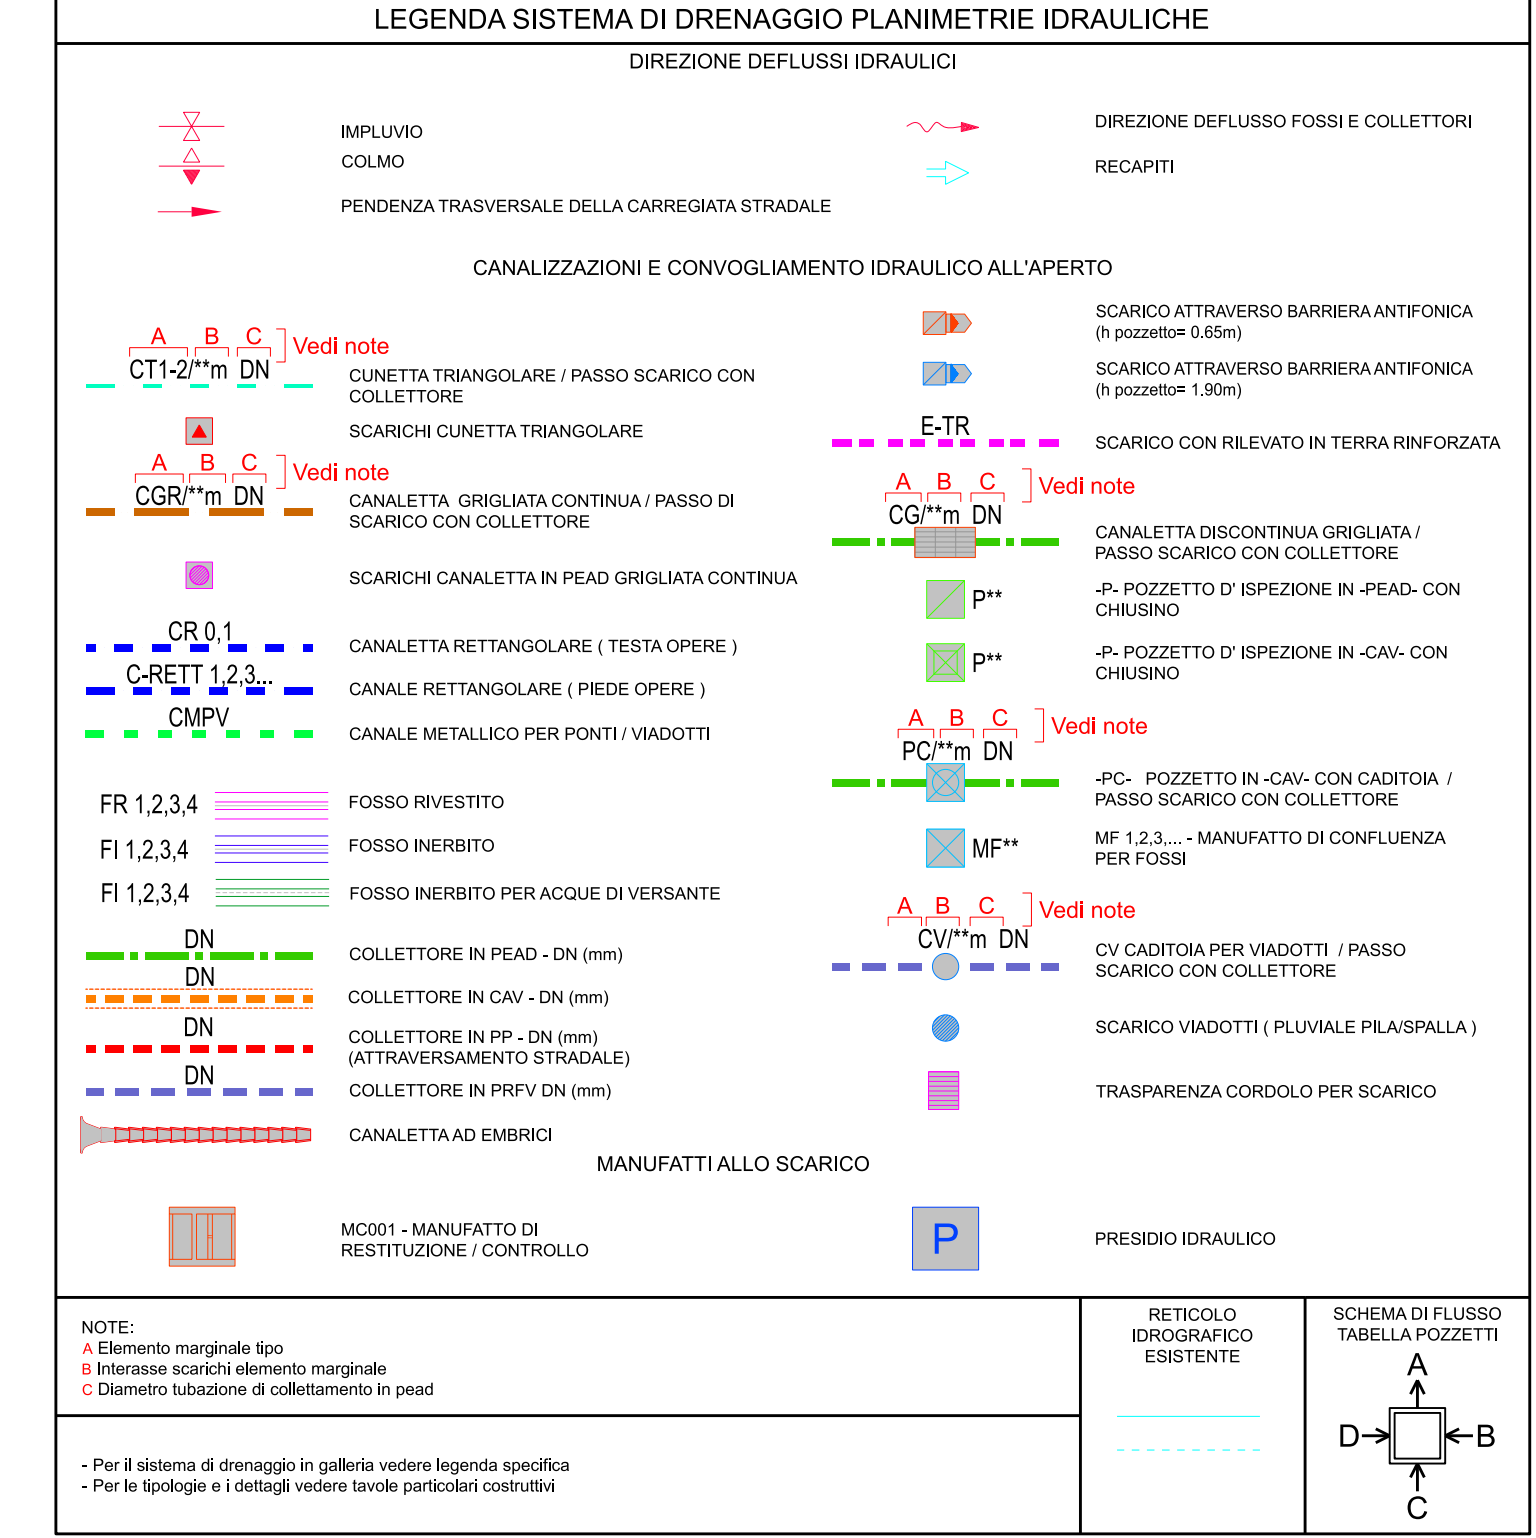 LEGENDA SISTEMA DI DRENAGGIO PLANIMETRIE IDRAULICHE
DIREZIONE DEFLUSSI IDRAULICI
IMPLUVIO
COLMO
PENDENZA TRASVERSALE DELLA CARREGIATA STRADALE
DIREZIONE DEFLUSSO FOSSI E COLLETTORI
RECAPITI
CANALIZZAZIONI E CONVOGLIAMENTO IDRAULICO ALL'APERTO
A B C
Vedi note
CT1-2/**m DN
CUNETTA TRIANGOLARE / PASSO SCARICO CON
COLLETTORE
SCARICHI CUNETTA TRIANGOLARE
A B C
Vedi note
CGR/**m DN
CANALETTA GRIGLIATA CONTINUA / PASSO DI
SCARICO CON COLLETTORE
SCARICHI CANALETTA IN PEAD GRIGLIATA CONTINUA
CR 0,1
CANALETTA RETTANGOLARE ( TESTA OPERE )
C-RETT 1,2,3...
CANALE RETTANGOLARE ( PIEDE OPERE )
CMPV
CANALE METALLICO PER PONTI / VIADOTTI
FR 1,2,3,4
FOSSO RIVESTITO
FI 1,2,3,4
FOSSO INERBITO
FI 1,2,3,4
FOSSO INERBITO PER ACQUE DI VERSANTE
DN
COLLETTORE IN PEAD - DN (mm)
DN
COLLETTORE IN CAV - DN (mm)
DN
COLLETTORE IN PP - DN (mm)
(ATTRAVERSAMENTO STRADALE)
DN
COLLETTORE IN PRFV DN (mm)
CANALETTA AD EMBRICI
SCARICO ATTRAVERSO BARRIERA ANTIFONICA
(h pozzetto= 0.65m)
SCARICO ATTRAVERSO BARRIERA ANTIFONICA
(h pozzetto= 1.90m)
E-TR
SCARICO CON RILEVATO IN TERRA RINFORZATA
A B C
Vedi note
CG/**m DN
CANALETTA DISCONTINUA GRIGLIATA /
PASSO SCARICO CON COLLETTORE
P**
-P- POZZETTO D' ISPEZIONE IN -PEAD- CON
CHIUSINO
P**
-P- POZZETTO D' ISPEZIONE IN -CAV- CON
CHIUSINO
A B C
Vedi note
PC/**m DN
-PC- POZZETTO IN -CAV- CON CADITOIA /
PASSO SCARICO CON COLLETTORE
MF**
MF 1,2,3,... - MANUFATTO DI CONFLUENZA
PER FOSSI
A B C
Vedi note
CV/**m DN
CV CADITOIA PER VIADOTTI / PASSO
SCARICO CON COLLETTORE
SCARICO VIADOTTI ( PLUVIALE PILA/SPALLA )
TRASPARENZA CORDOLO PER SCARICO
MANUFATTI ALLO SCARICO
MC001 - MANUFATTO DI
RESTITUZIONE / CONTROLLO
P
PRESIDIO IDRAULICO
NOTE:
A Elemento marginale tipo
B Interasse scarichi elemento marginale
C Diametro tubazione di collettamento in pead
- Per il sistema di drenaggio in galleria vedere legenda specifica
- Per le tipologie e i dettagli vedere tavole particolari costruttivi
RETICOLO
IDROGRAFICO
ESISTENTE
SCHEMA DI FLUSSO
TABELLA POZZETTI
A
D B
C